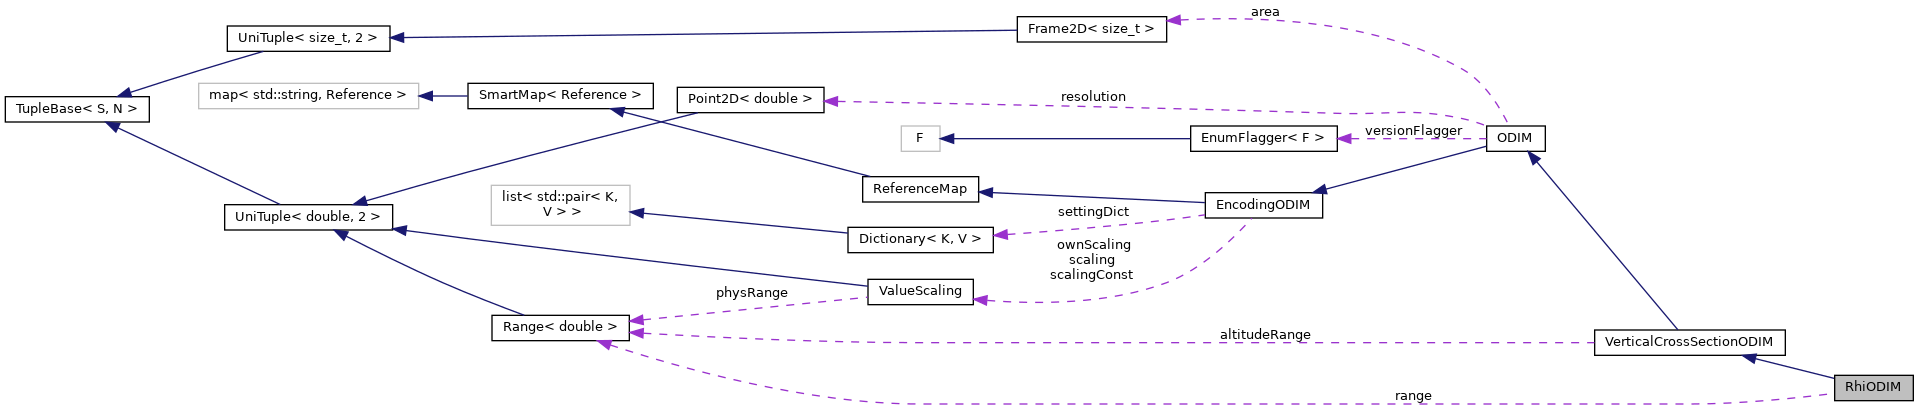 area
Frame2D< size_t >
UniTuple< size_t, 2 >
map< std::string, Reference >
SmartMap< Reference >
Point2D< double >
resolution
TupleBase< S, N >
F
EnumFlagger< F >
versionFlagger
ODIM
ReferenceMap
list< std::pair< K,
V > >
EncodingODIM
settingDict
UniTuple< double, 2 >
Dictionary< K, V >
ownScaling
scaling
scalingConst
ValueScaling
physRange
Range< double >
altitudeRange
VerticalCrossSectionODIM
RhiODIM
range